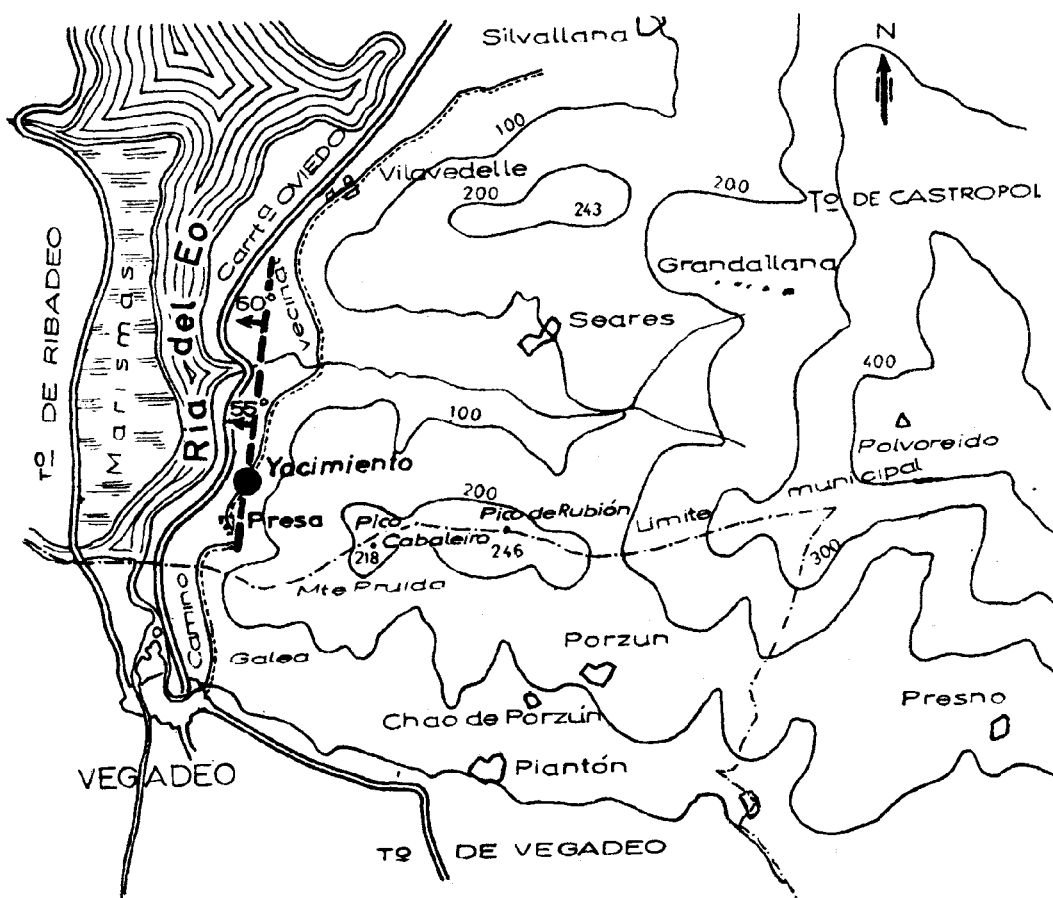 Silvallana
N
100
Carrtª OVIEDO
Vilavedelle
200
243
200
Tº DE CASTROPOL
Ría del Eo
Marismas
Tº DE RIBADEO
Grandallana
60°
Vecinal
Seares
400
55°
100
Polvoreido
Yacimiento
Presa
200
Pico de Rubión
246
Pico
Cabaleiro
218
Límite
municipal
300
Mte Pruida
Camino
Galea
Porzun
Presno
Chao de Porzún
VEGADEO
Piantón
Tº DE VEGADEO